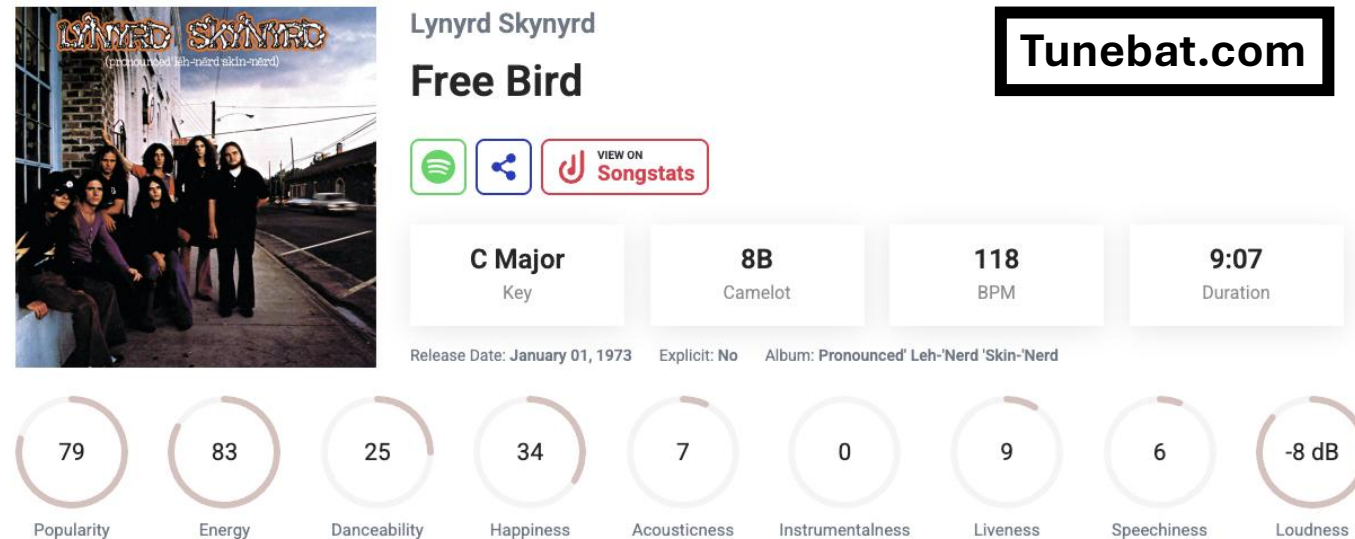 LYNYRD SKYNYRD
(pronounced 'lĕh-'nérd 'skin-'nérd)
Lynyrd Skynyrd
Tunebat.com
Free Bird
VIEW ON
Songstats
C Major
Key
8B
Camelot
118
BPM
9:07
Duration
Release Date: January 01, 1973 Explicit: No Album: Pronounced' Leh-'Nerd 'Skin-'Nerd
79
Popularity
83
Energy
25
Danceability
34
Happiness
7
Acousticness
0
Instrumentalness
9
Liveness
6
Speechiness
-8 dB
Loudness